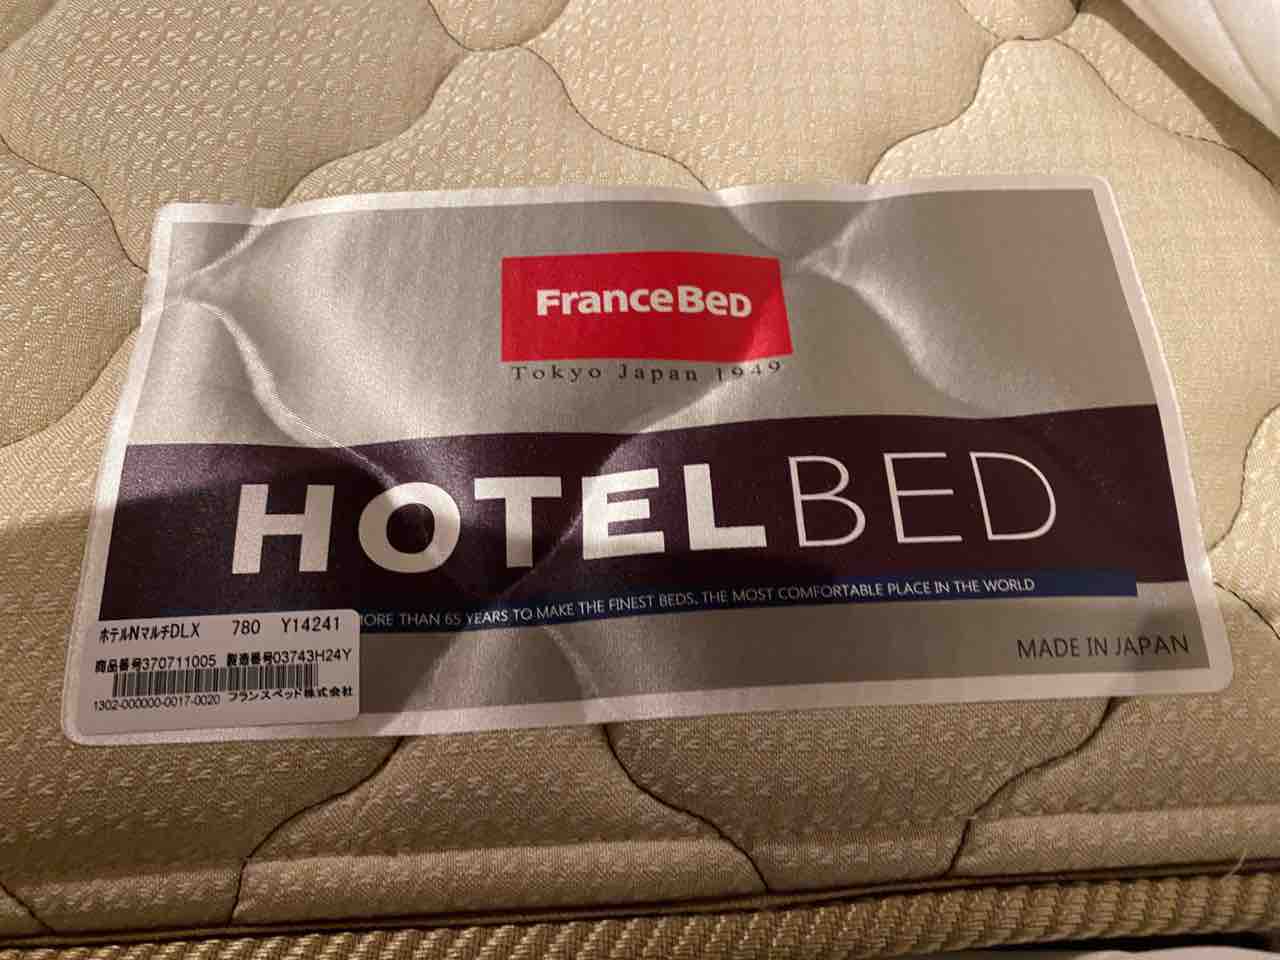 FranceBed
Tokyo Japan 1949
HOTEL BED
ORE THAN 65 YEARS TO MAKE THE FINEST BEDS, THE MOST COMFORTABLE PLACE IN THE WORLD
MADE IN JAPAN
ホテルNマルチDLX 780 Y14241
商品番号370711005 製造番号03743H24Y
1302-000000-0017-0020 フランスベッド株式会社